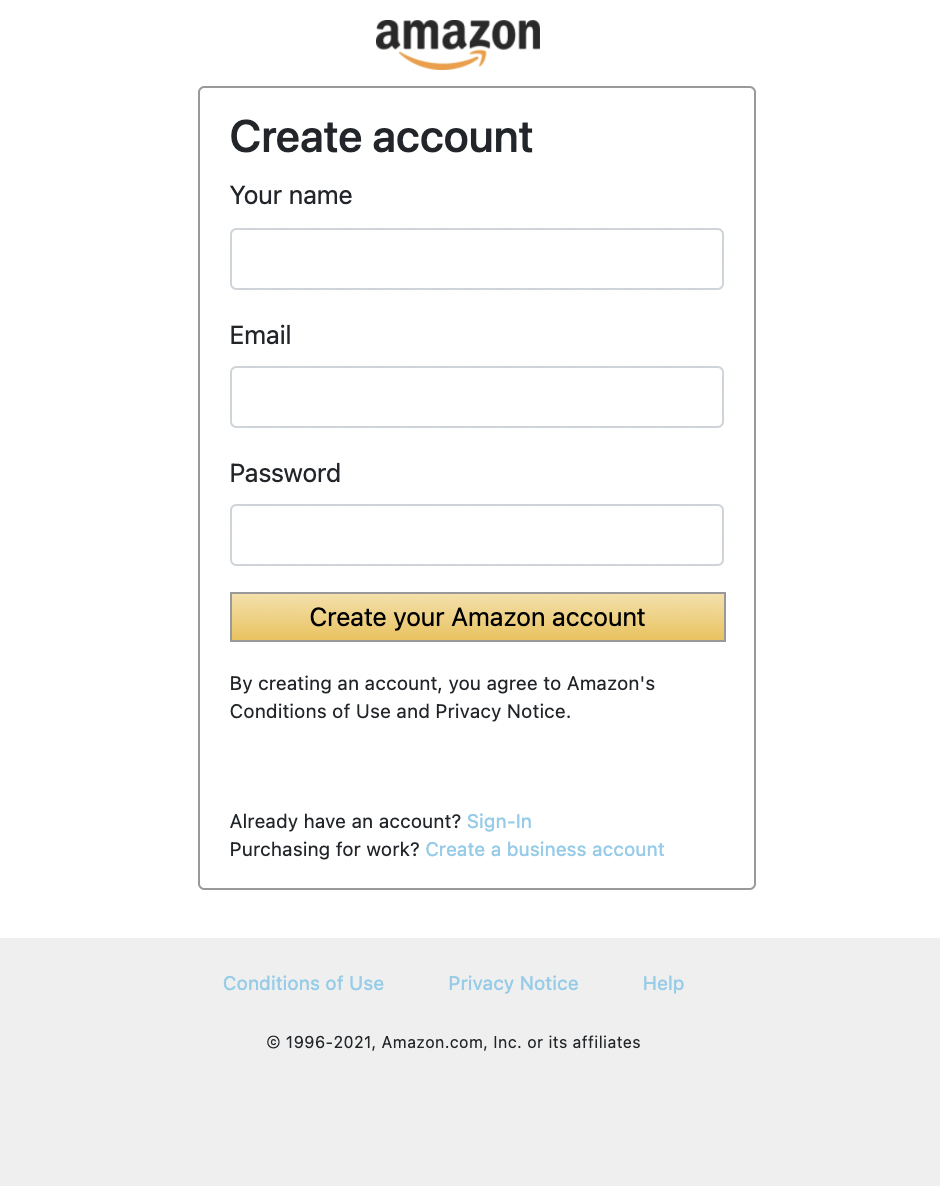 amazon
Create account
Your name
Email
Password
Create your Amazon account
By creating an account, you agree to Amazon's
Conditions of Use and Privacy Notice.
Already have an account? Sign-In
Purchasing for work? Create a business account
Conditions of Use Privacy Notice Help
© 1996-2021, Amazon.com, Inc. or its affiliates